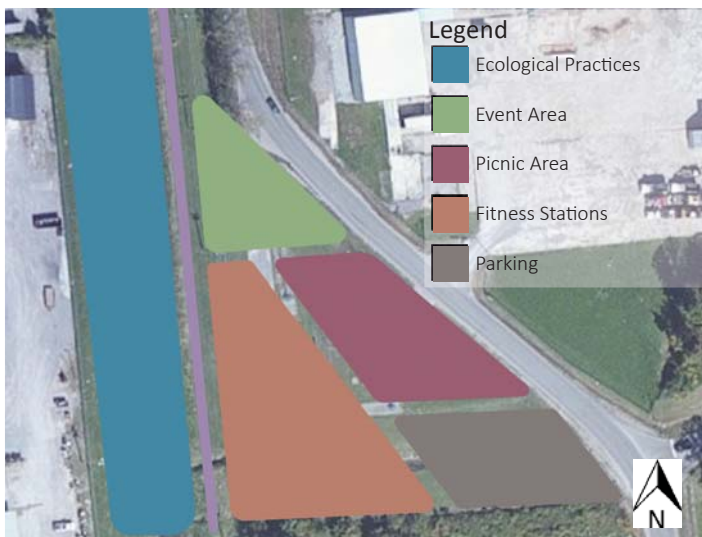 Legend
Ecological Practices
Event Area
Picnic Area
Fitness Stations
Parking
N